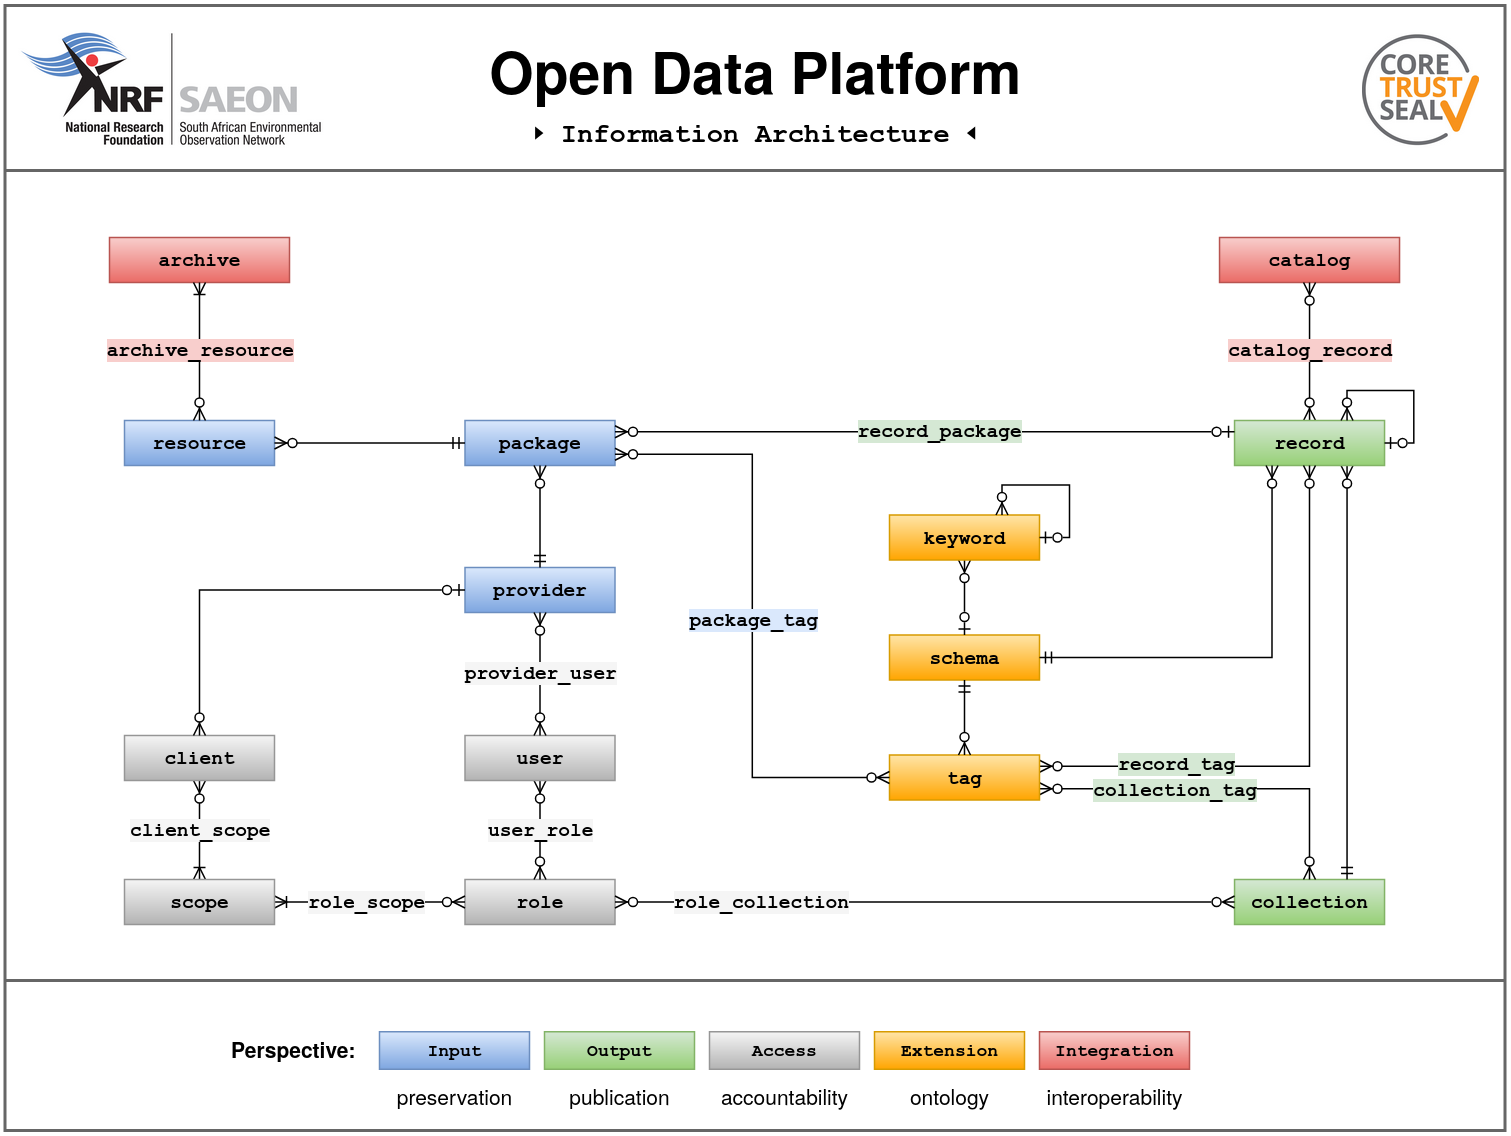 NRF
National Research
Foundation
SAEON
South African Environmental
Observation Network
Open Data Platform
Information Architecture
CORE
TRUST
SEAL
archive
catalog
archive_resource
catalog_record
resource
package
record_package
record
keyword
provider
package_tag
schema
provider_user
client
user
tag
record_tag
collection_tag
client_scope
user_role
scope
role_scope
role
role_collection
collection
Perspective:
Input
Output
Access
Extension
Integration
preservation
publication
accountability
ontology
interoperability